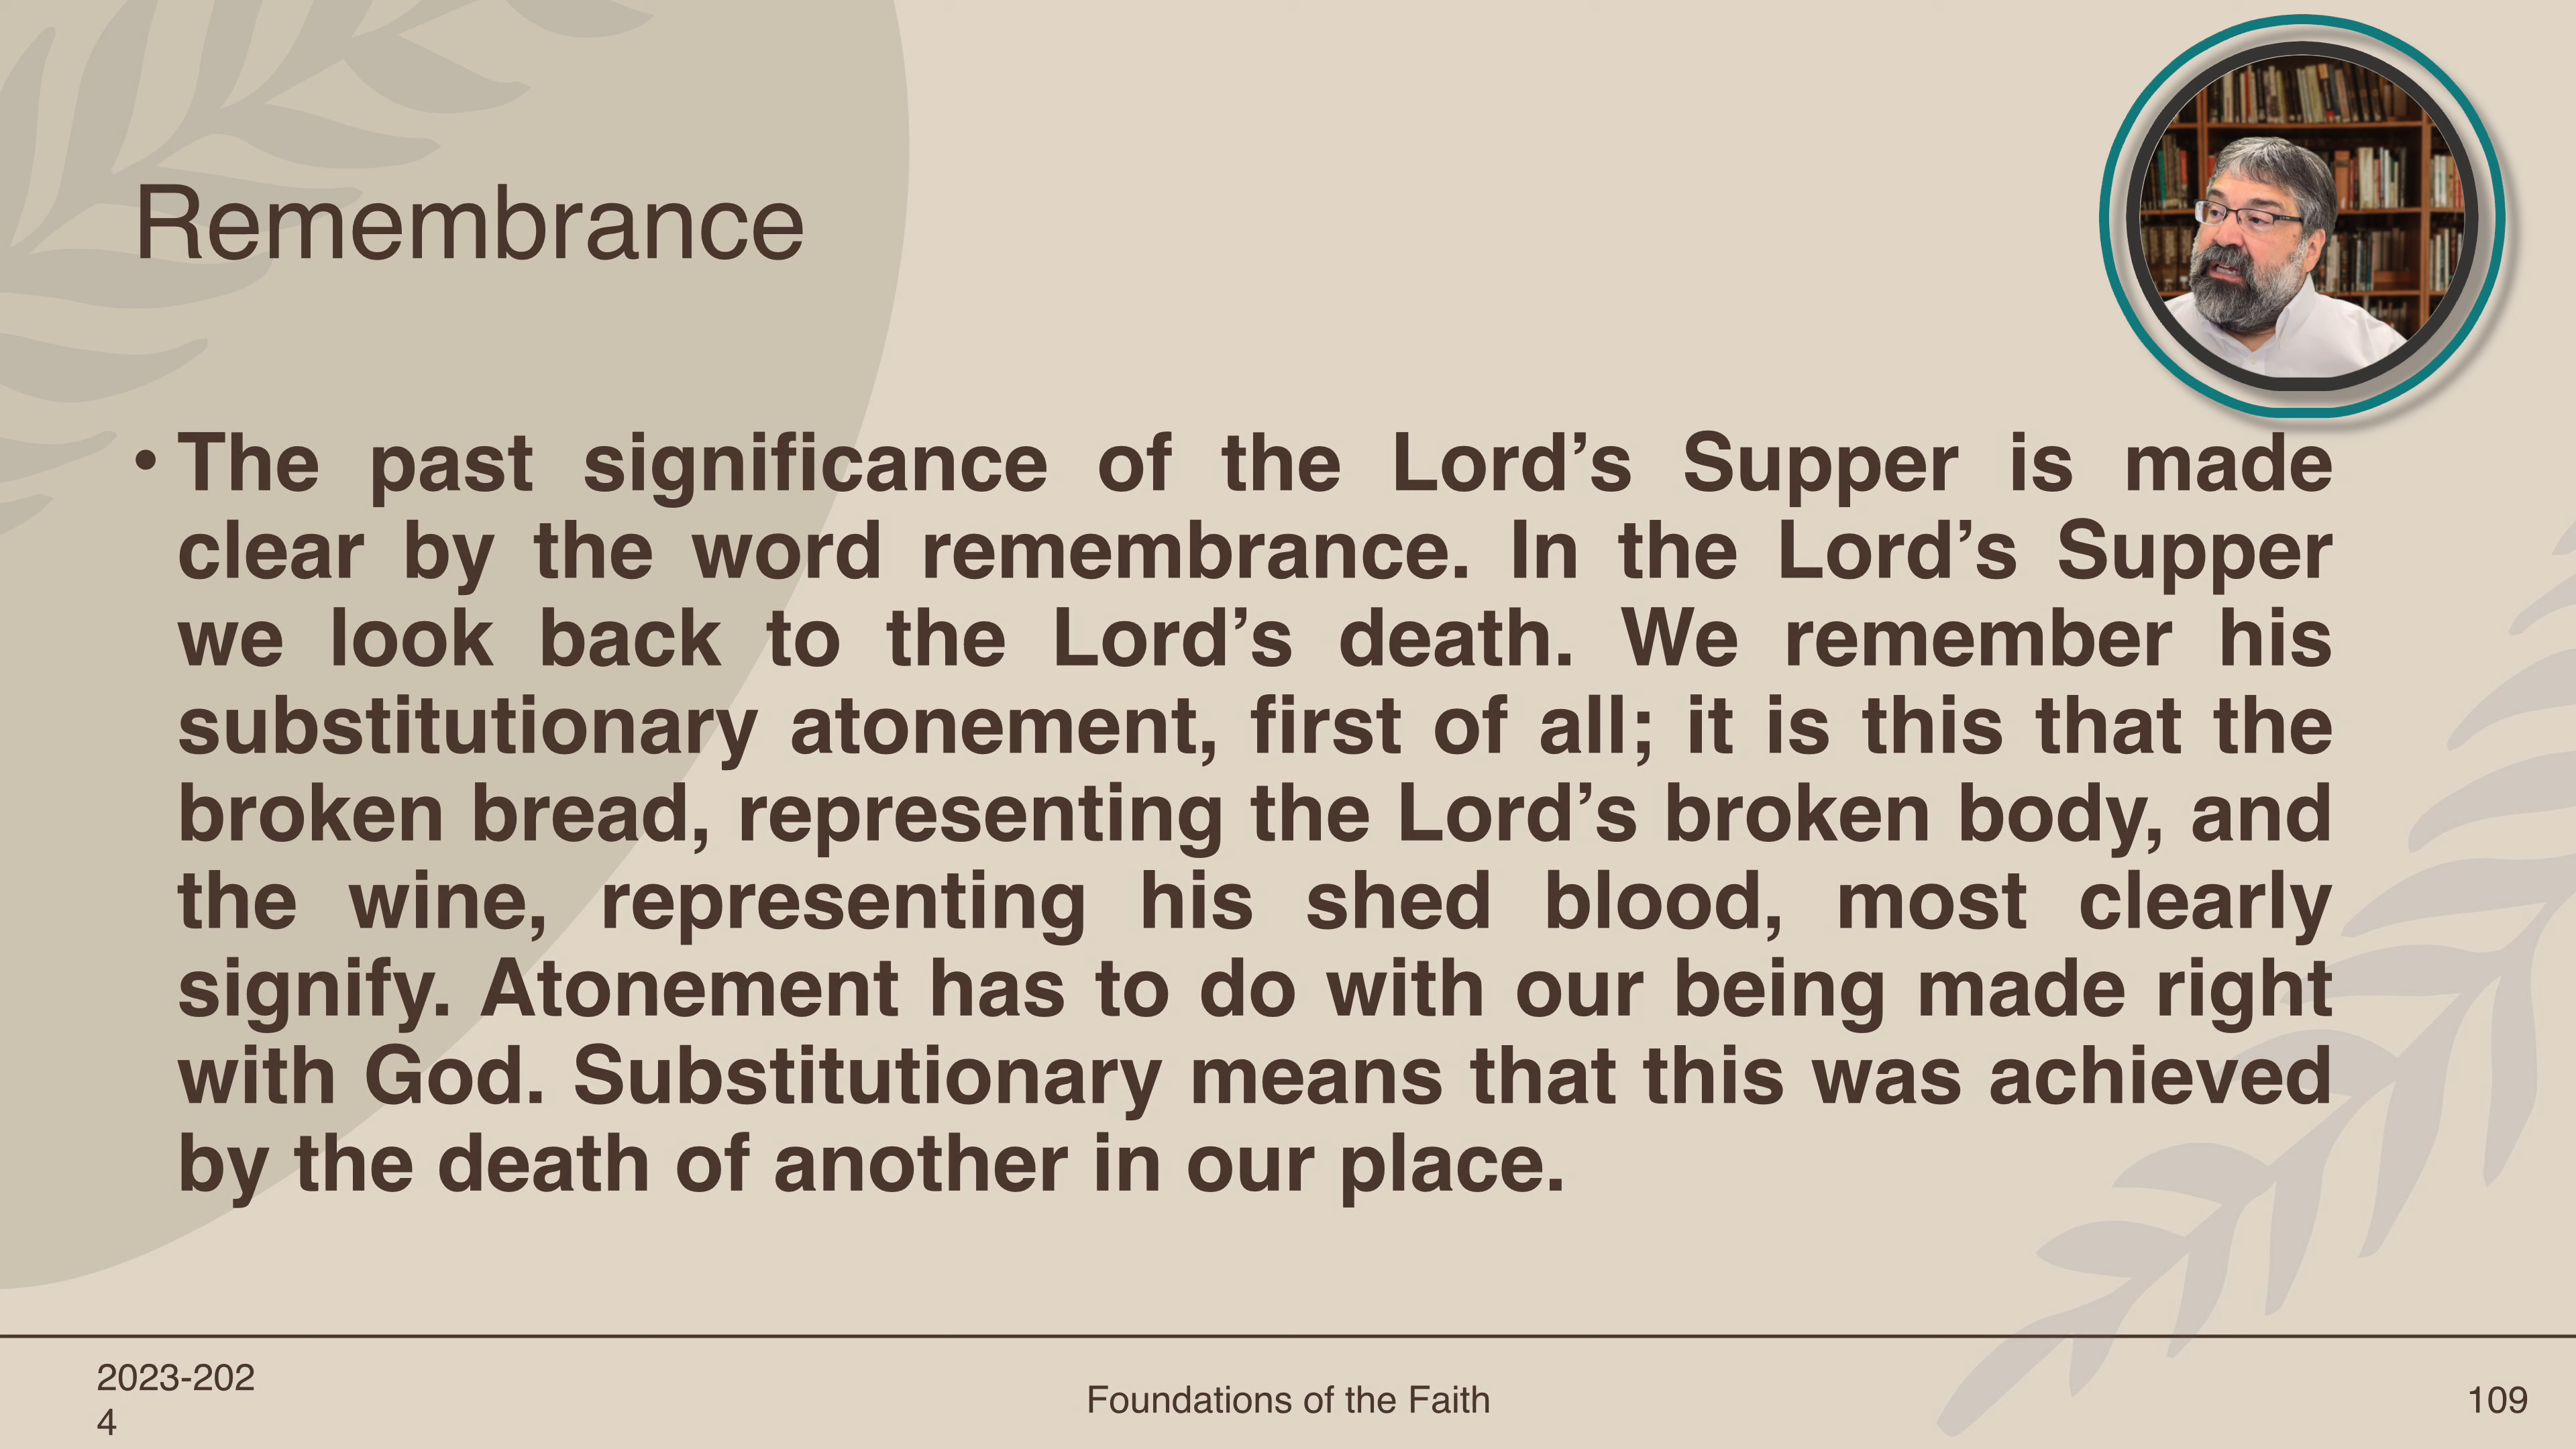 Remembrance
• The past significance of the Lord’s Supper is made
clear by the word remembrance. In the Lord’s Supper
we look back to the Lord’s death. We remember his
substitutionary atonement, first of all; it is this that the
broken bread, representing the Lord’s broken body, and
the wine, representing his shed blood, most clearly
signify. Atonement has to do with our being made right
with God. Substitutionary means that this was achieved
by the death of another in our place.
2023-202
4
Foundations of the Faith
109